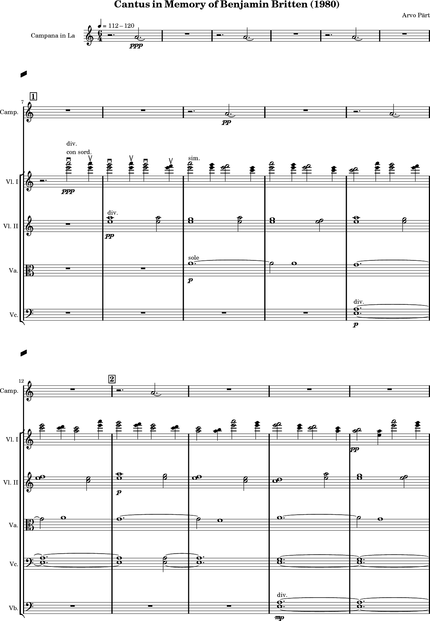 Cantus in Memory of Benjamin Britten (1980)
Arvo Pärt
♩ = 112–120
Campana in La
ppp
7
1
Camp.
pp
div.
con sord.
sim.
Vl. I
ppp
div.
Vl. II
pp
sole
Va.
p
div.
Vc.
p
12
2
Camp.
Vl. I
pp
Vl. II
p
Va.
Vc.
div.
Vb.
mp